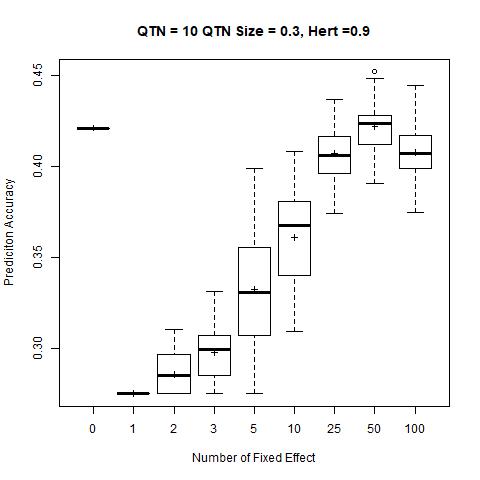 QTN = 10 QTN Size = 0.3, Hert =0.9
Prediciton Accuracy
0.45
0.40
0.35
0.30
0 1 2 3 5 10 25 50 100
Number of Fixed Effect